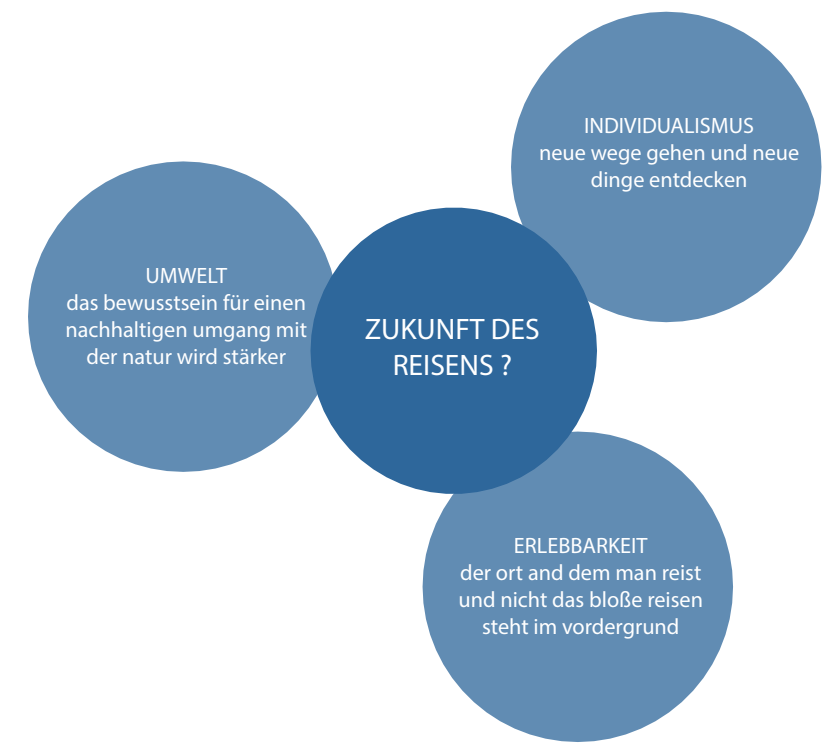 INDIVIDUALISMUS
neue wege gehen und neue
dinge entdecken
UMWELT
das bewusstsein für einen
nachhaltigen umgang mit
der natur wird stärker
ZUKUNFT DES
REISENS ?
ERLEBBARKEIT
der ort and dem man reist
und nicht das bloße reisen
steht im vordergrund